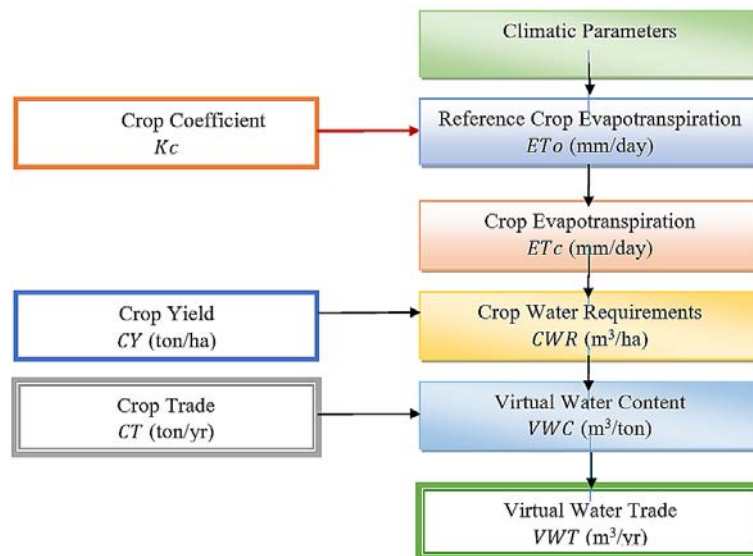 Climatic Parameters
Crop Coefficient
Kc
Reference Crop Evapotranspiration
ETo (mm/day)
Crop Evapotranspiration
ETc (mm/day)
Crop Yield
CY (ton/ha)
Crop Water Requirements
CWR (m³/ha)
Crop Trade
CT (ton/yr)
Virtual Water Content
VWC (m³/ton)
Virtual Water Trade
VWT (m³/yr)